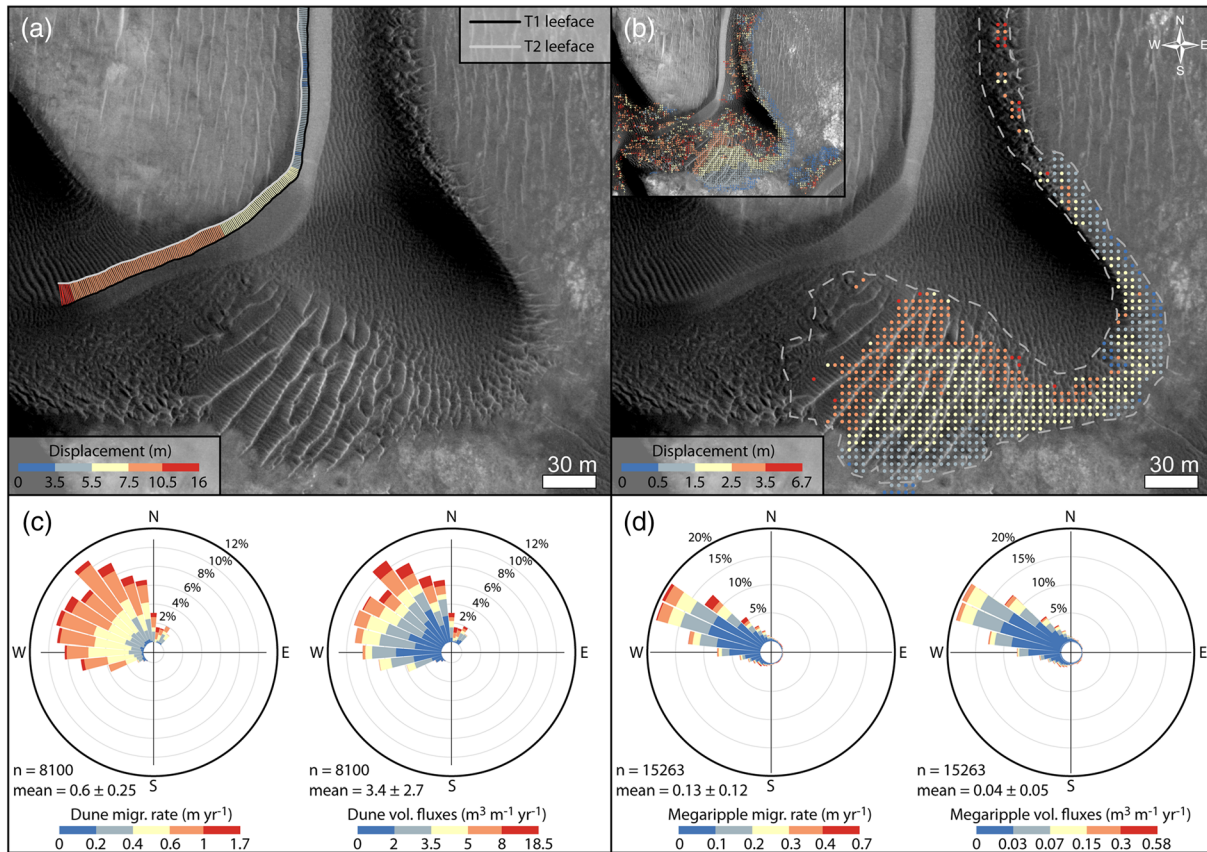 (a)
T1 leeface
T2 leeface
Displacement (m)
0 3.5 5.5 7.5 10.5 16
30 m
(b)
N
W E
S
Displacement (m)
0 0.5 1.5 2.5 3.5 6.7
30 m
(c)
N
12%
10%
8%
6%
4%
2%
W E
S
n = 8100
mean = 0.6 ± 0.25
Dune migr. rate (m yr-1)
0 0.2 0.4 0.6 1 1.7
N
12%
10%
8%
6%
4%
2%
W E
S
n = 8100
mean = 3.4 ± 2.7
Dune vol. fluxes (m3 m-1 yr-1)
0 2 3.5 5 8 18.5
(d)
N
20%
15%
10%
5%
W E
S
n = 15263
mean = 0.13 ± 0.12
Megaripple migr. rate (m yr-1)
0 0.1 0.2 0.3 0.4 0.7
N
20%
15%
10%
5%
W E
S
n = 15263
mean = 0.04 ± 0.05
Megaripple vol. fluxes (m3 m-1 yr-1)
0 0.03 0.07 0.15 0.3 0.58